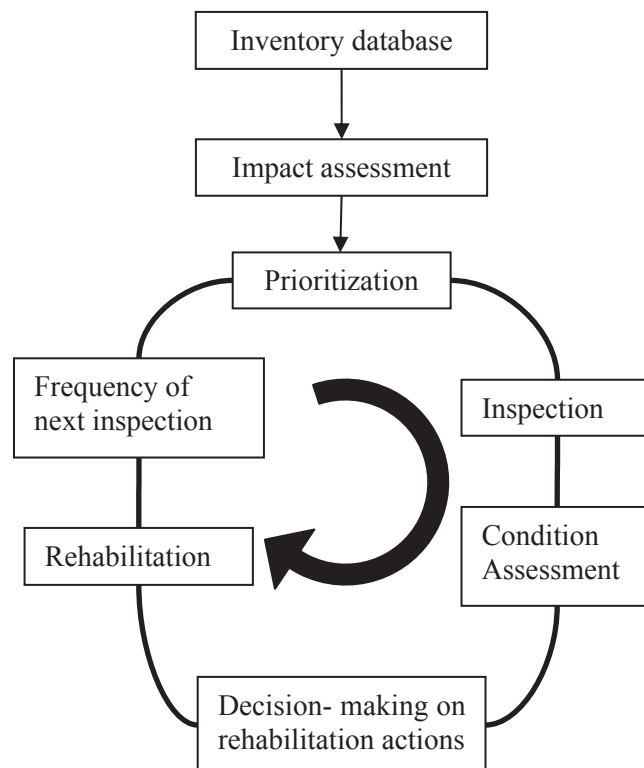 Inventory database
Impact assessment
Prioritization
Inspection
Condition
Assessment
Decision- making on
rehabilitation actions
Rehabilitation
Frequency of
next inspection